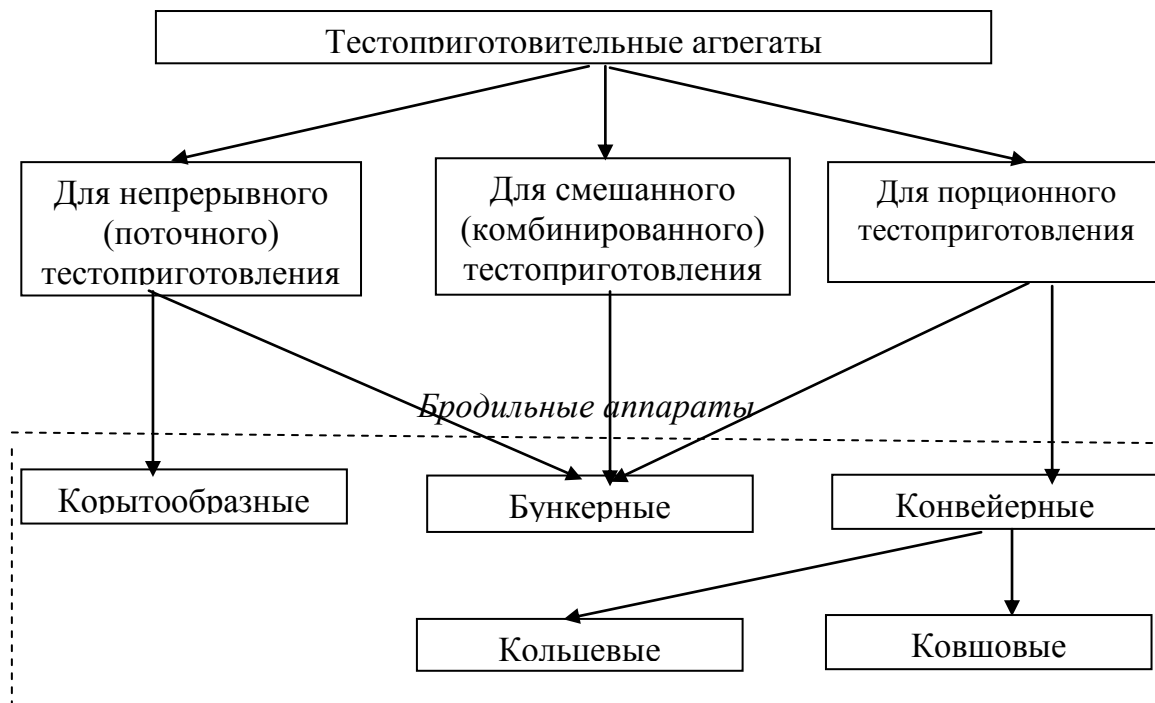 Тестоприготовительные агрегаты
Для непрерывного
(поточного)
тестоприготовления
Для смешанного
(комбинированного)
тестоприготовления
Для порционного
тестоприготовления
Бродильные аппараты
Корытообразные
Бункерные
Конвейерные
Кольцевые
Ковшовые